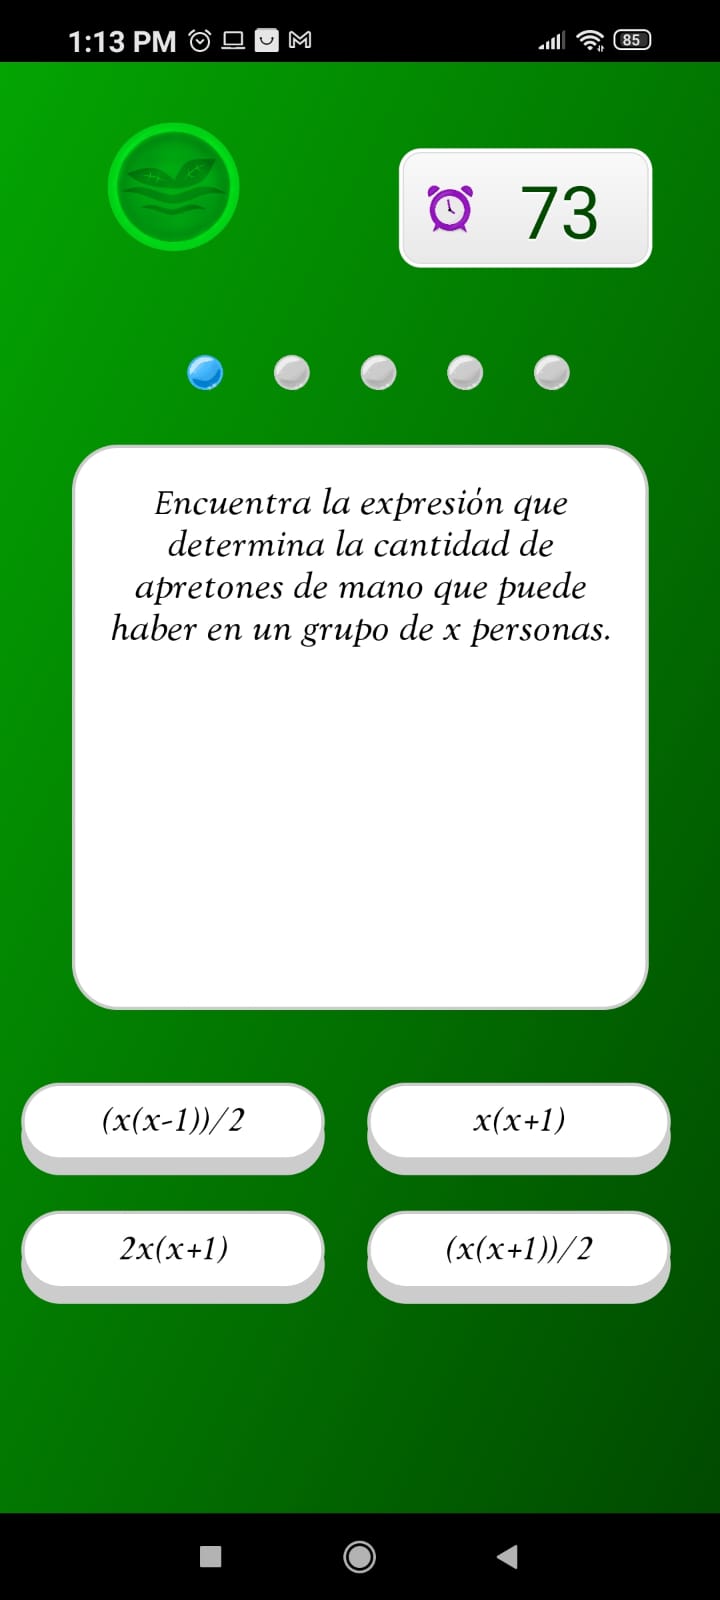 1:13 PM
85
73
Encuentra la expresión que
determina la cantidad de
apretones de mano que puede
haber en un grupo de x personas.
(x(x-1))/2
x(x+1)
2x(x+1)
(x(x+1))/2